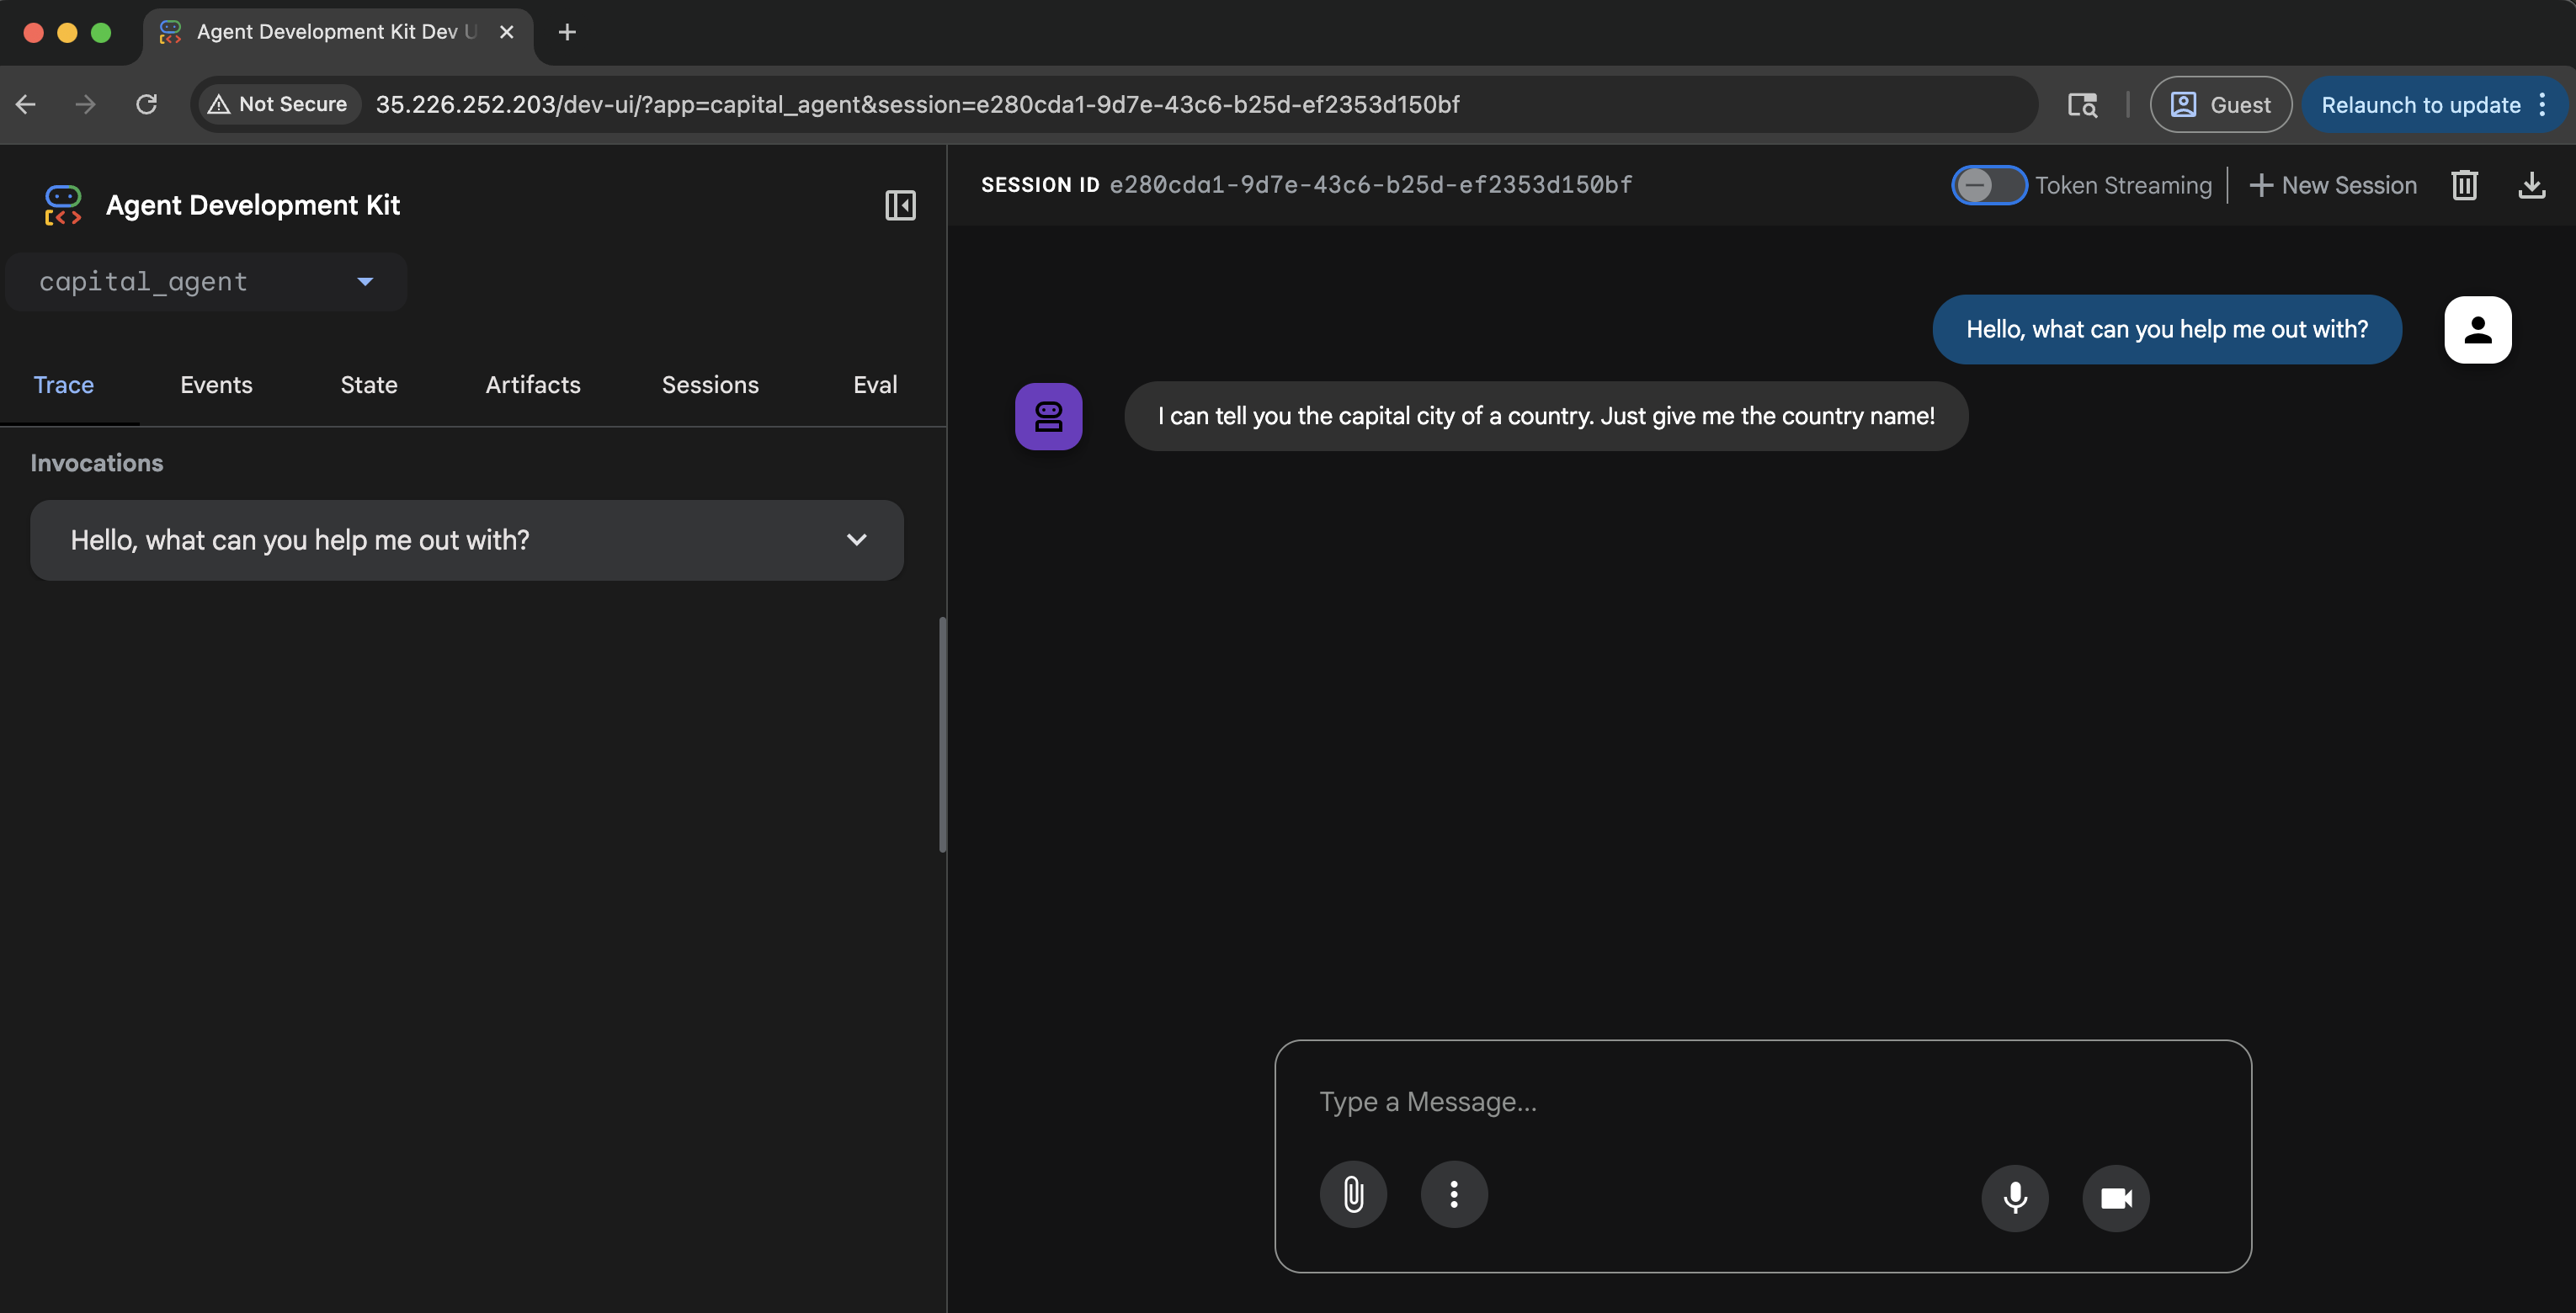 Agent Development Kit Dev U
Not Secure
35.226.252.203/dev-ui/?app=capital_agent&session=e280cda1-9d7e-43c6-b25d-ef2353d150bf
Guest
Relaunch to update
Agent Development Kit
capital_agent
Trace Events State Artifacts Sessions Eval
Invocations
Hello, what can you help me out with?
SESSION ID e280cda1-9d7e-43c6-b25d-ef2353d150bf
Token Streaming
New Session
Hello, what can you help me out with?
I can tell you the capital city of a country. Just give me the country name!
Type a Message...